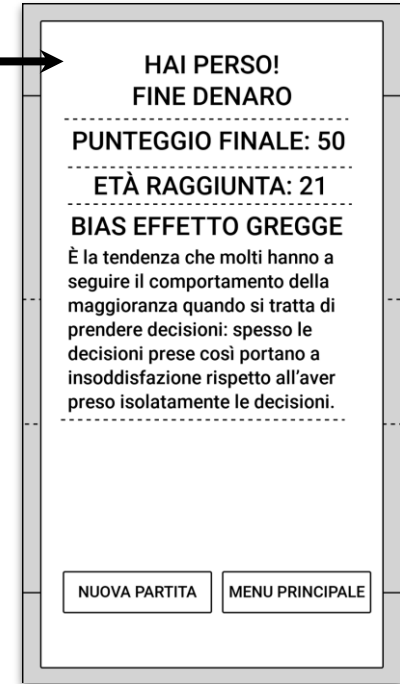 HAI PERSO!
FINE DENARO
PUNTEGGIO FINALE: 50
ETÀ RAGGIUNTA: 21
BIAS EFFETTO GREGGE
È la tendenza che molti hanno a
seguire il comportamento della
maggioranza quando si tratta di
prendere decisioni: spesso le
decisioni prese così portano a
insoddisfazione rispetto all'aver
preso isolatamente le decisioni.
NUOVA PARTITA
MENU PRINCIPALE